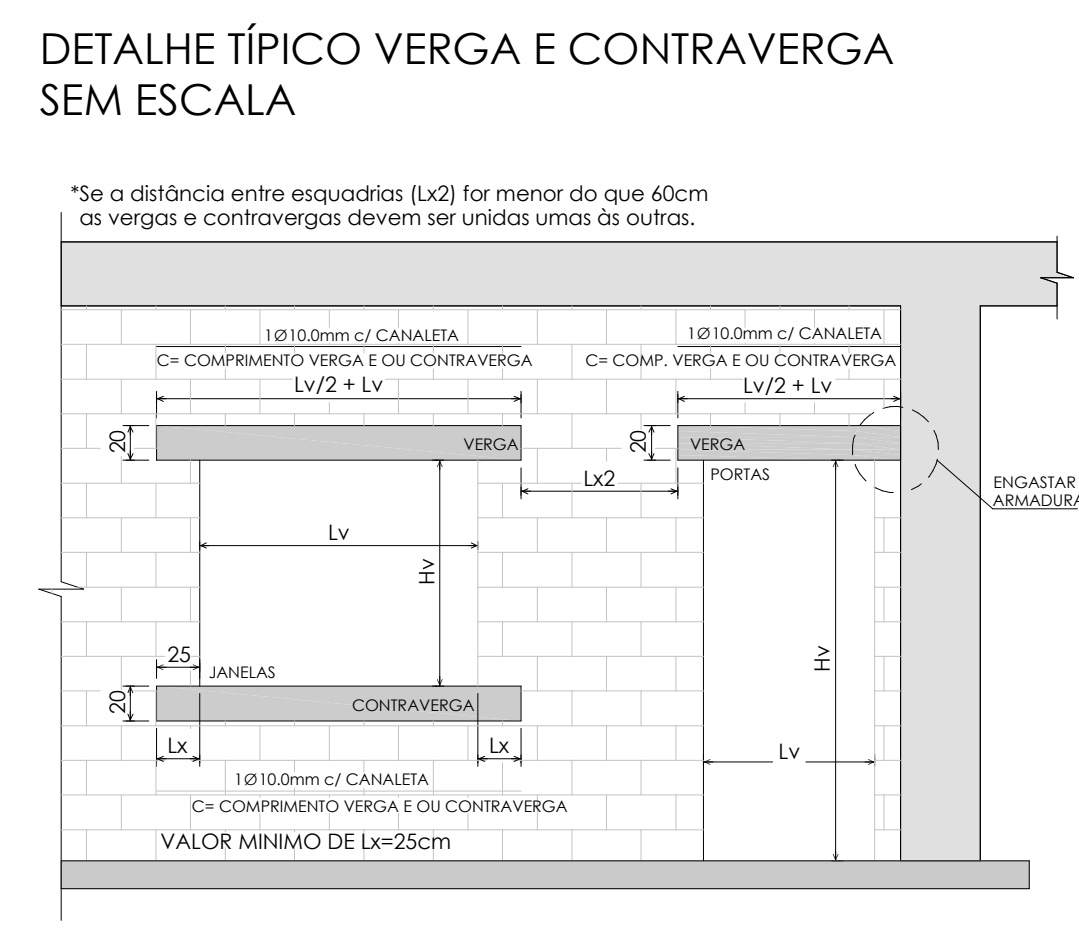 DETALHE TÍPICO VERGA E CONTRAVERGA
SEM ESCALA
*Se a distância entre esquadrias (Lx2) for menor do que 60cm
as vergas e contravergas devem ser unidas umas às outras.
1Ø10.0mm c/ CANALETA
C= COMPRIMENTO VERGA E OU CONTRAVERGA
Lv/2 + Lv
1Ø10.0mm c/ CANALETA
C= COMP. VERGA E OU CONTRAVERGA
Lv/2 + Lv
20
VERGA
20
VERGA
PORTAS
Lx2
ENGASTAR
ARMADURA
Lv
Hv
25
JANELAS
Hv
20
CONTRAVERGA
Lx
Lx
Lv
1Ø10.0mm c/ CANALETA
C= COMPRIMENTO VERGA E OU CONTRAVERGA
VALOR MINIMO DE Lx=25cm